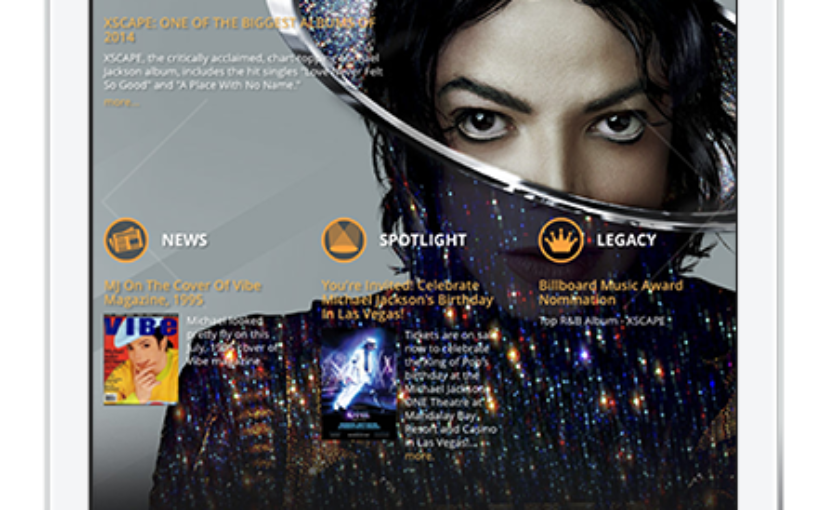 XSCAPE: ONE OF THE BIGGEST ALBUMS OF
2014
XSCAPE, the critically acclaimed, chart-topping Michael
Jackson album, includes the hit singles "Love Never Felt
So Good" and "A Place With No Name."
more...
NEWS
MJ On The Cover Of Vibe
Magazine, 1995
VIBE
Michael looked
pretty fly on this
July, 1995 cover of
Vibe magazine
SPOTLIGHT
You're Invited! Celebrate
Michael Jackson's Birthday
In Las Vegas!
Tickets are on sale
now to celebrate
the King of Pop's
birthday at the
Michael Jackson
ONE Theatre at
Mandalay Bay
Resort and Casino
in Las Vegas!...
more...
LEGACY
Billboard Music Award
Nomination
Top R&B Album - XSCAPE